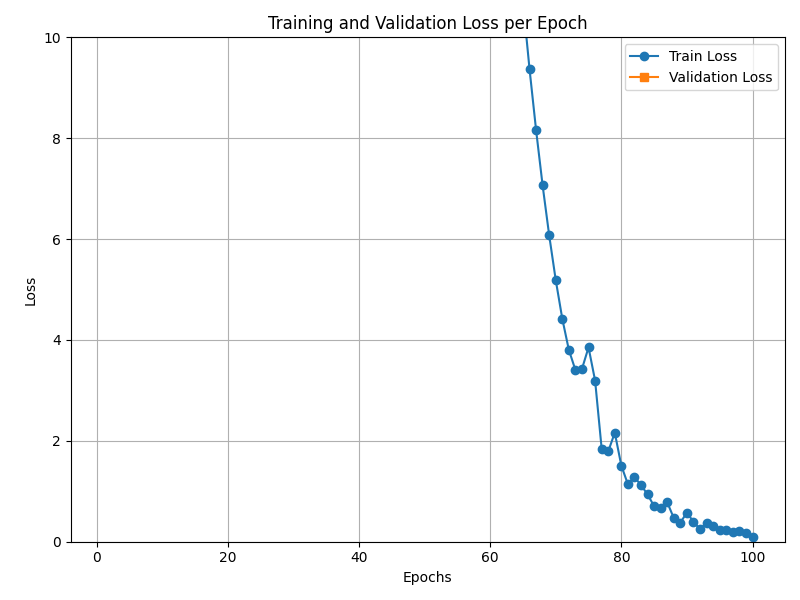 Training and Validation Loss per Epoch
Train Loss
Validation Loss
10
8
6
4
2
0
Loss
0 20 40 60 80 100
Epochs